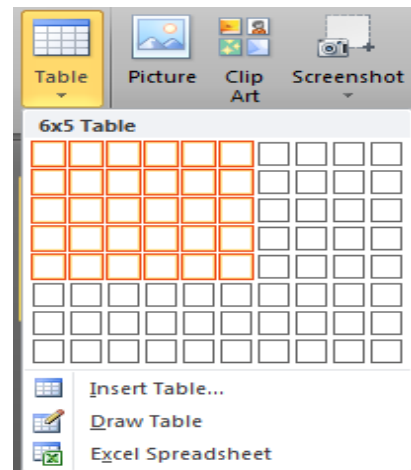 Table Picture Clip Screenshot
Art
6x5 Table
Insert Table...
Draw Table
Excel Spreadsheet